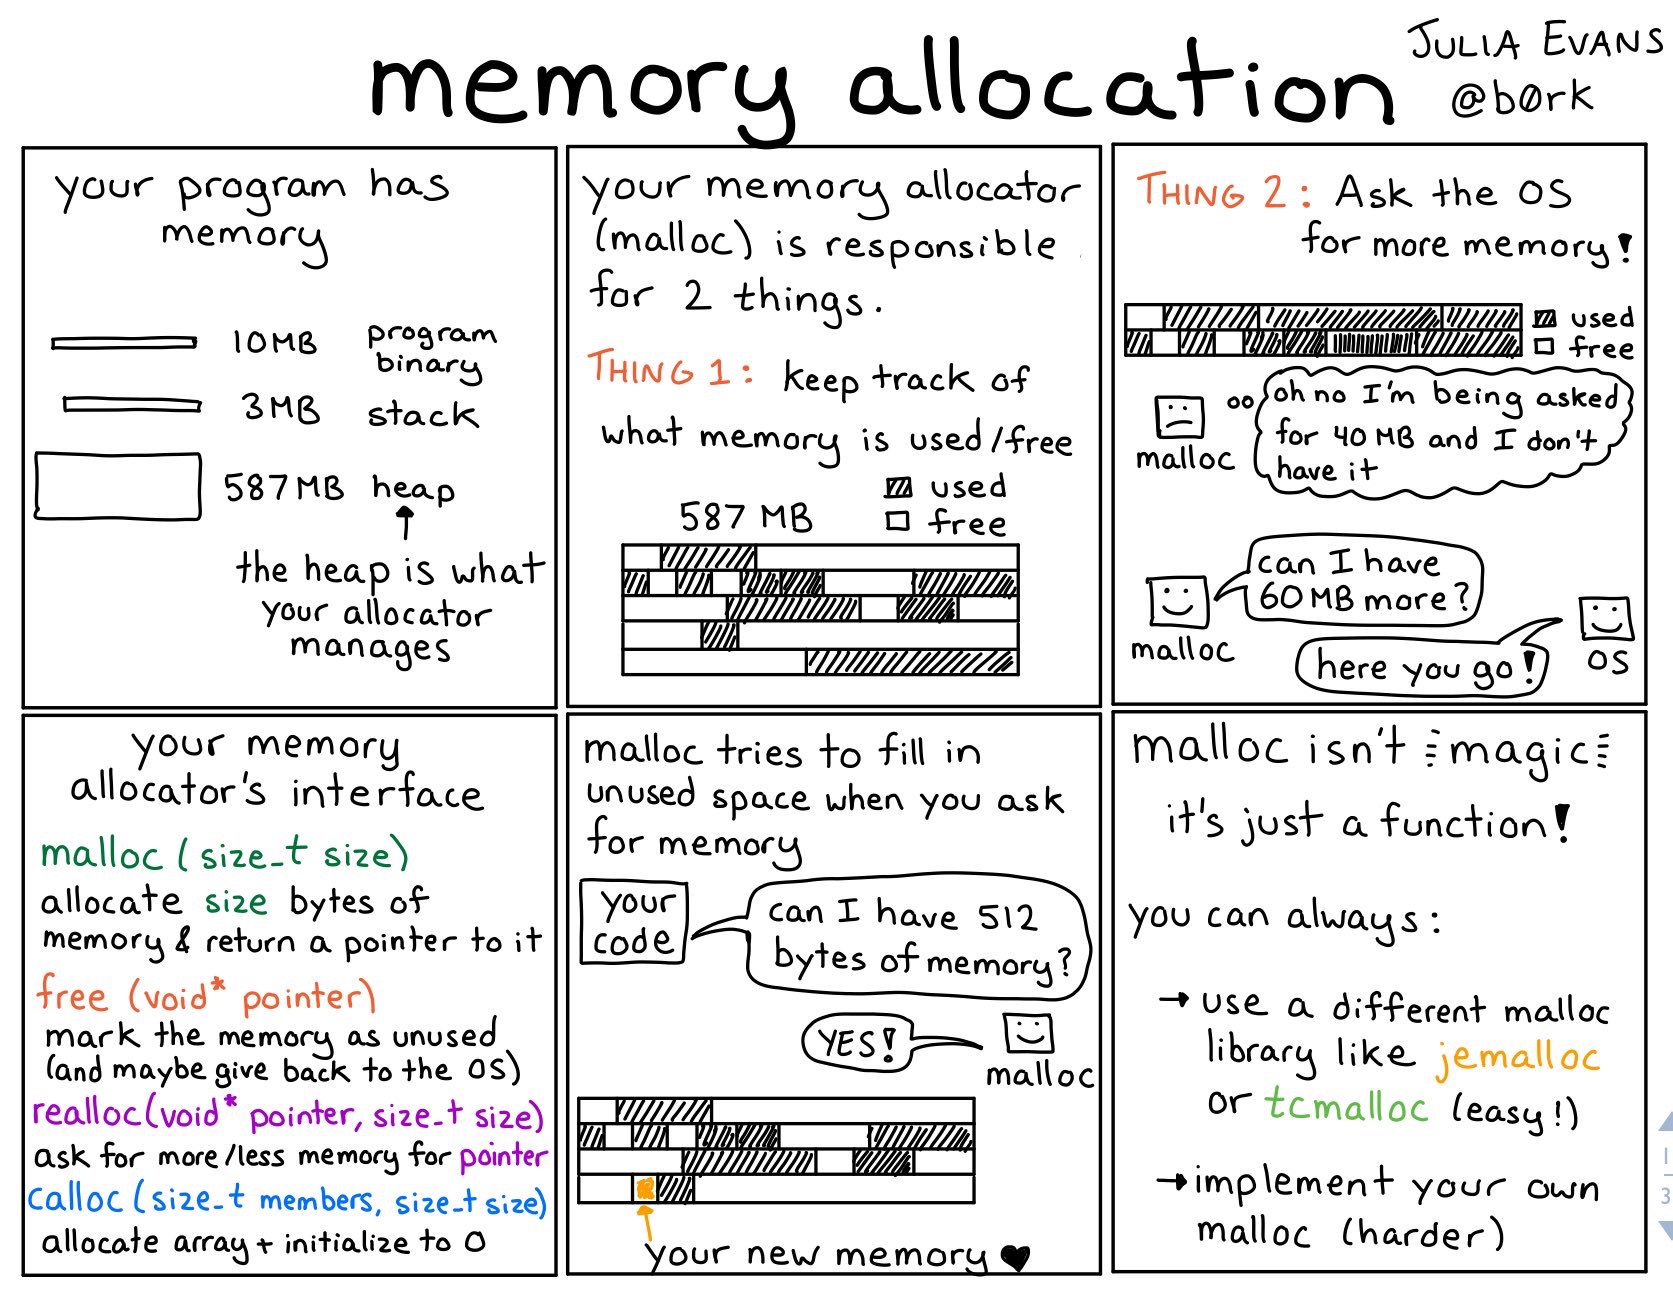 memory allocation
JULIA EVANS
@b0rk
your program has
memory
10MB program
binary
3MB stack
587MB heap
the heap is what
your allocator
manages
your memory allocator
(malloc) is responsible
for 2 things.
THING 1: keep track of
what memory is used/free
587 MB
used
free
THING 2: Ask the OS
for more memory!
used
free
oh no I'm being asked
for 40 MB and I don't
have it
malloc
can I have
60 MB more?
malloc
here you go!
OS
your memory
allocator's interface
malloc (size_t size)
allocate size bytes of
memory & return a pointer to it
free (void* pointer)
mark the memory as unused
(and maybe give back to the OS)
realloc(void* pointer, size_t size)
ask for more/less memory for pointer
calloc (size_t members, size_t size)
allocate array + initialize to 0
malloc tries to fill in
unused space when you ask
for memory
your
code
can I have 512
bytes of memory?
YES!
malloc
your new memory
malloc isn't magic
it's just a function!
you can always:
→ use a different malloc
library like jemalloc
or tcmalloc (easy!)
→ implement your own
malloc (harder)
1
3